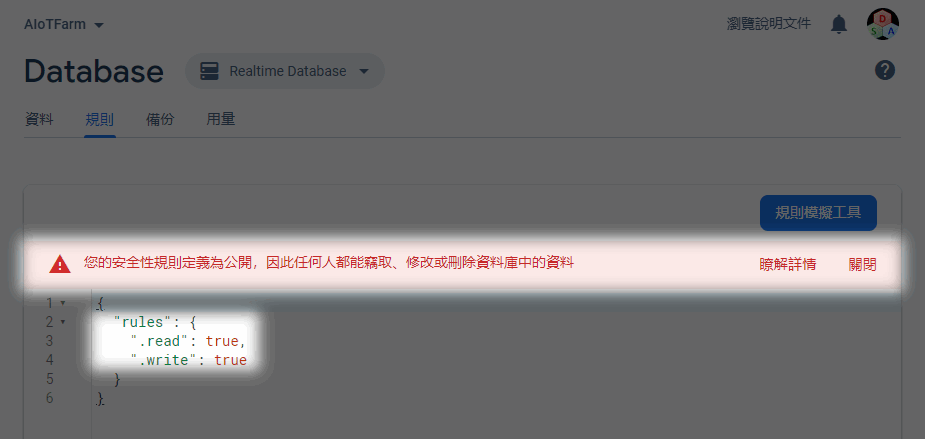 AIoTFarm
瀏覽說明文件
D
S
A
Database
Realtime Database
?
資料
規則
備份
用量
規則模擬工具
您的安全性規則定義為公開，因此任何人都能竊取、修改或刪除資料庫中的資料
瞭解詳情
關閉
1 {
2 "rules": {
3 ".read": true,
4 ".write": true
5 }
6 }